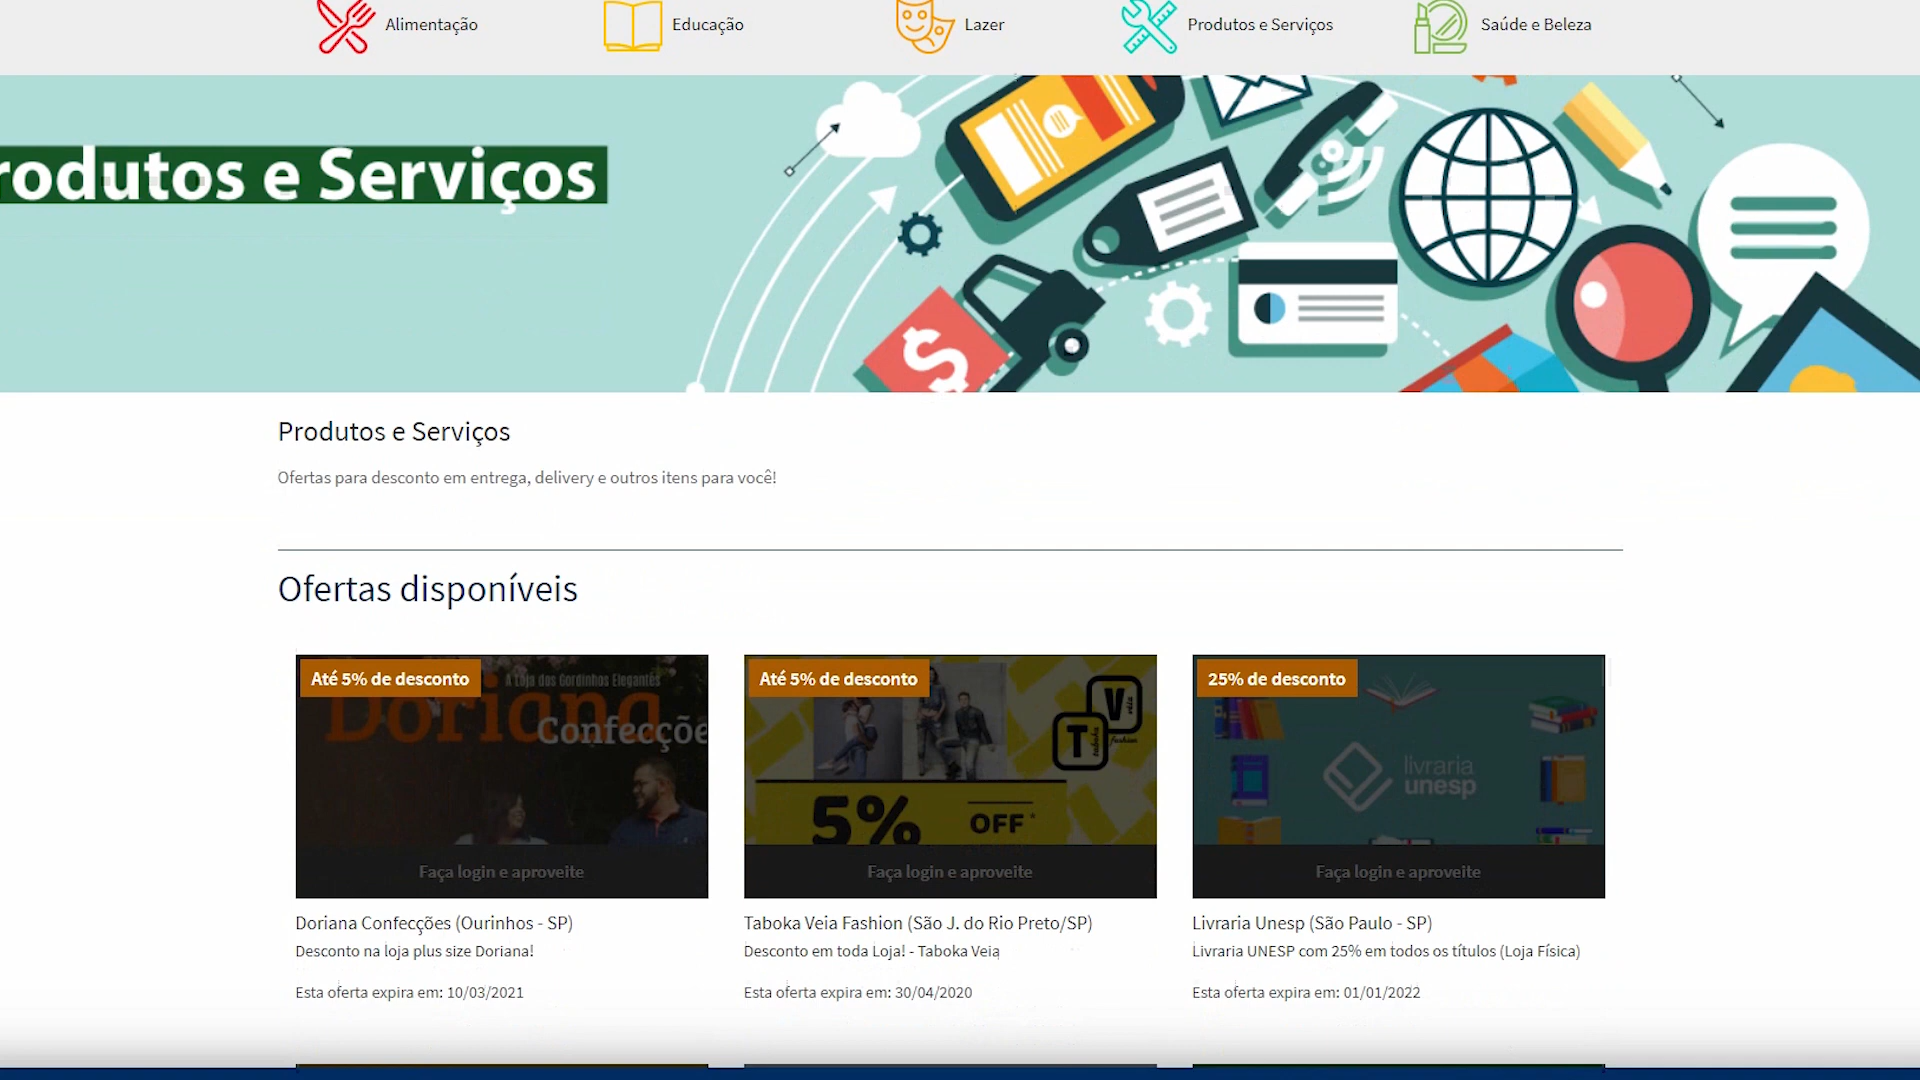 Alimentação
Educação
Lazer
Produtos e Serviços
Saúde e Beleza
rodutos e Serviços
$
Produtos e Serviços
Ofertas para desconto em entrega, delivery e outros itens para você!
Ofertas disponíveis
Até 5% de desconto
A Loja dos Gordinhos Elegantes
Doriana
Confecçõe
Faça login e aproveite
Doriana Confecções (Ourinhos - SP)
Desconto na loja plus size Doriana!
Esta oferta expira em: 10/03/2021
Até 5% de desconto
V veia
T taboka
fashion
5% OFF*
Faça login e aproveite
Taboka Veia Fashion (São J. do Rio Preto/SP)
Desconto em toda Loja! - Taboka Veia
Esta oferta expira em: 30/04/2020
25% de desconto
livraria
unesp
Faça login e aproveite
Livraria Unesp (São Paulo - SP)
Livraria UNESP com 25% em todos os títulos (Loja Física)
Esta oferta expira em: 01/01/2022